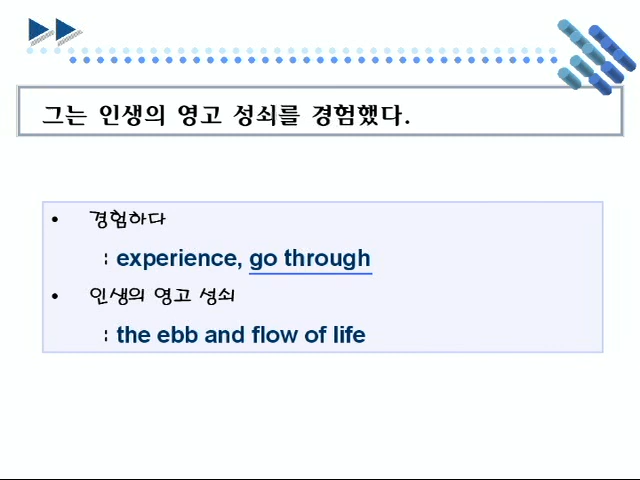 그는 인생의 영고 성쇠를 경험했다.
• 경험하다
: experience, go through
• 인생의 영고 성쇠
: the ebb and flow of life